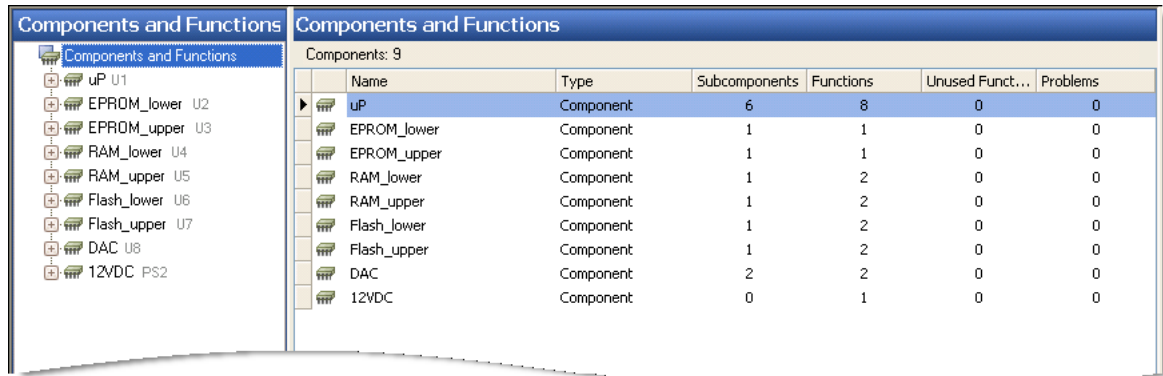 Components and Functions
Components and Functions
uP U1
EPROM_lower U2
EPROM_upper U3
RAM_lower U4
RAM_upper U5
Flash_lower U6
Flash_upper U7
DAC U8
12VDC PS2
Components and Functions
Components: 9
Name Type Subcomponents Functions Unused Funct... Problems
uP Component 6 8 0 0
EPROM_lower Component 1 1 0 0
EPROM_upper Component 1 1 0 0
RAM_lower Component 1 2 0 0
RAM_upper Component 1 2 0 0
Flash_lower Component 1 2 0 0
Flash_upper Component 1 2 0 0
DAC Component 2 2 0 0
12VDC Component 0 1 0 0